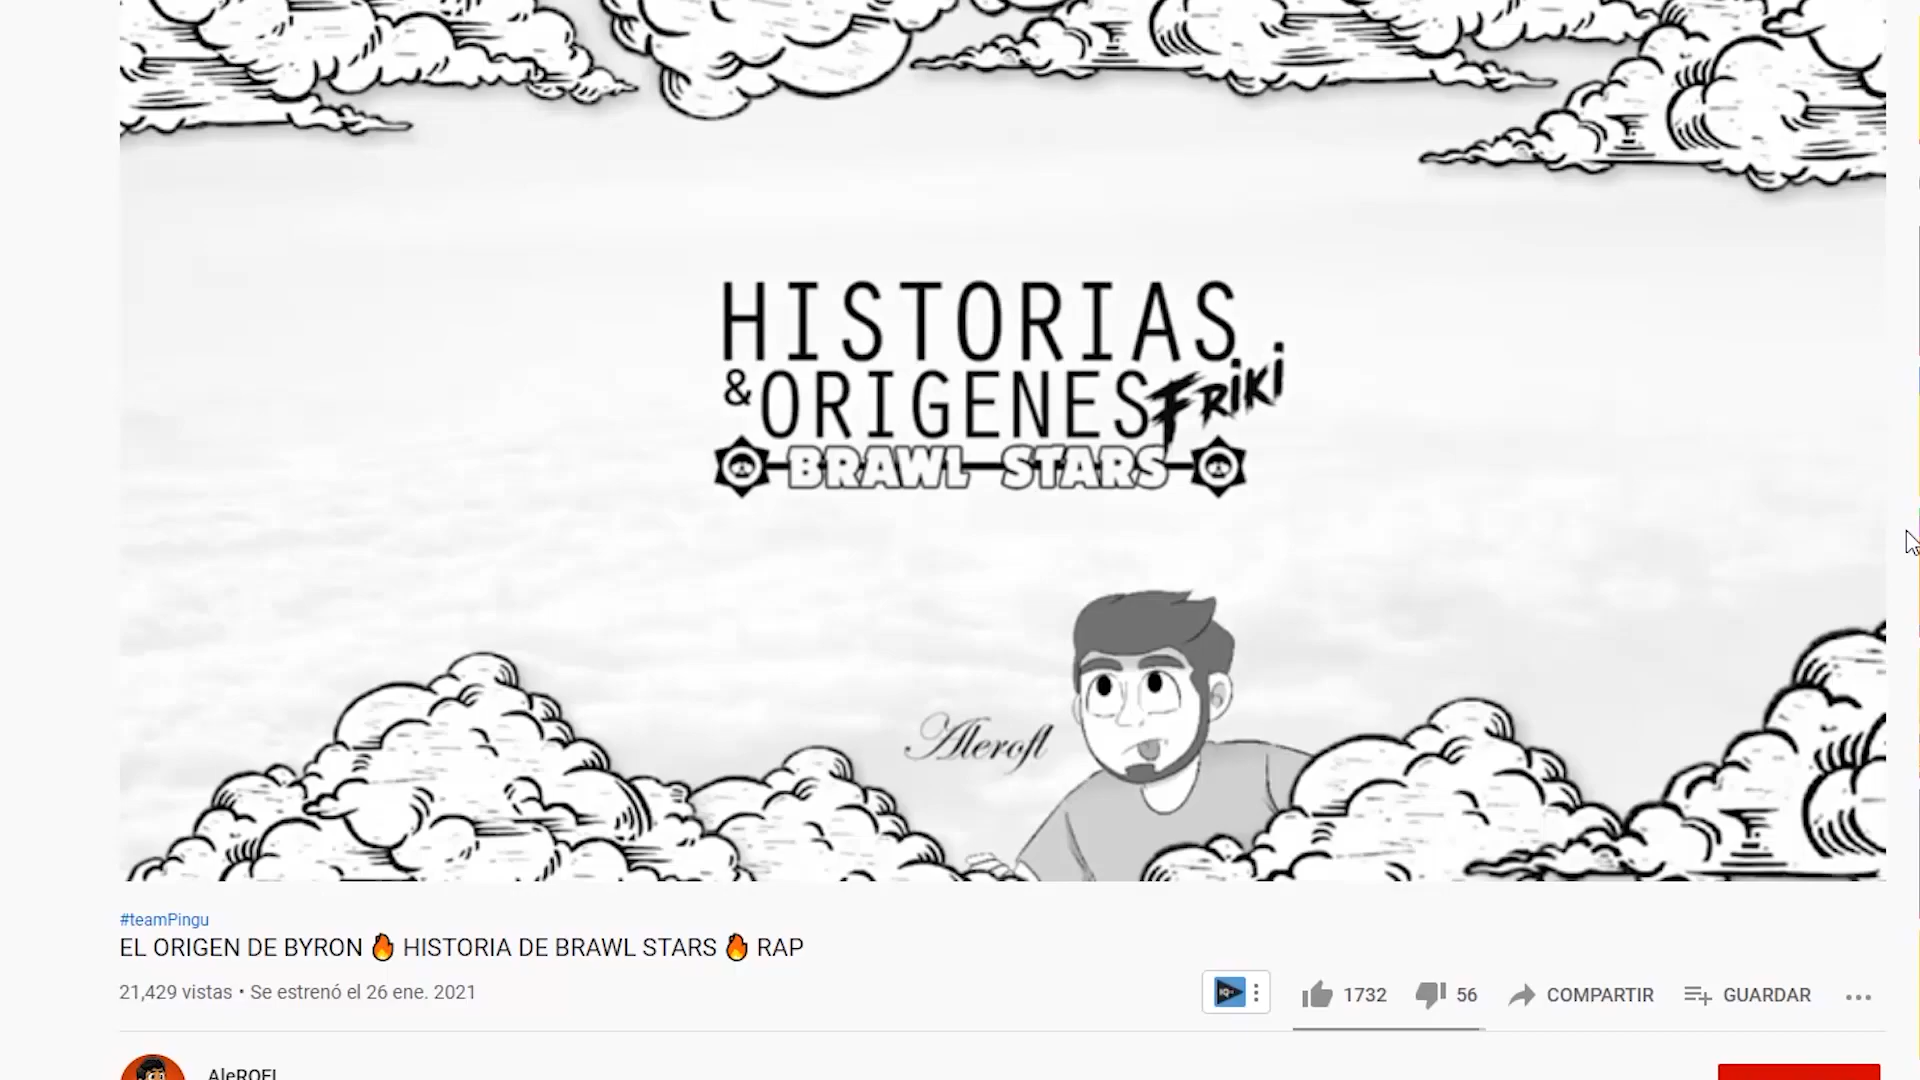 HISTORIAS
& ORIGENES FRiKi
BRAWL STARS
Alerofl
#teamPingu
EL ORIGEN DE BYRON 🔥 HISTORIA DE BRAWL STARS 🔥 RAP
21,429 vistas • Se estrenó el 26 ene. 2021
1732 56 COMPARTIR GUARDAR